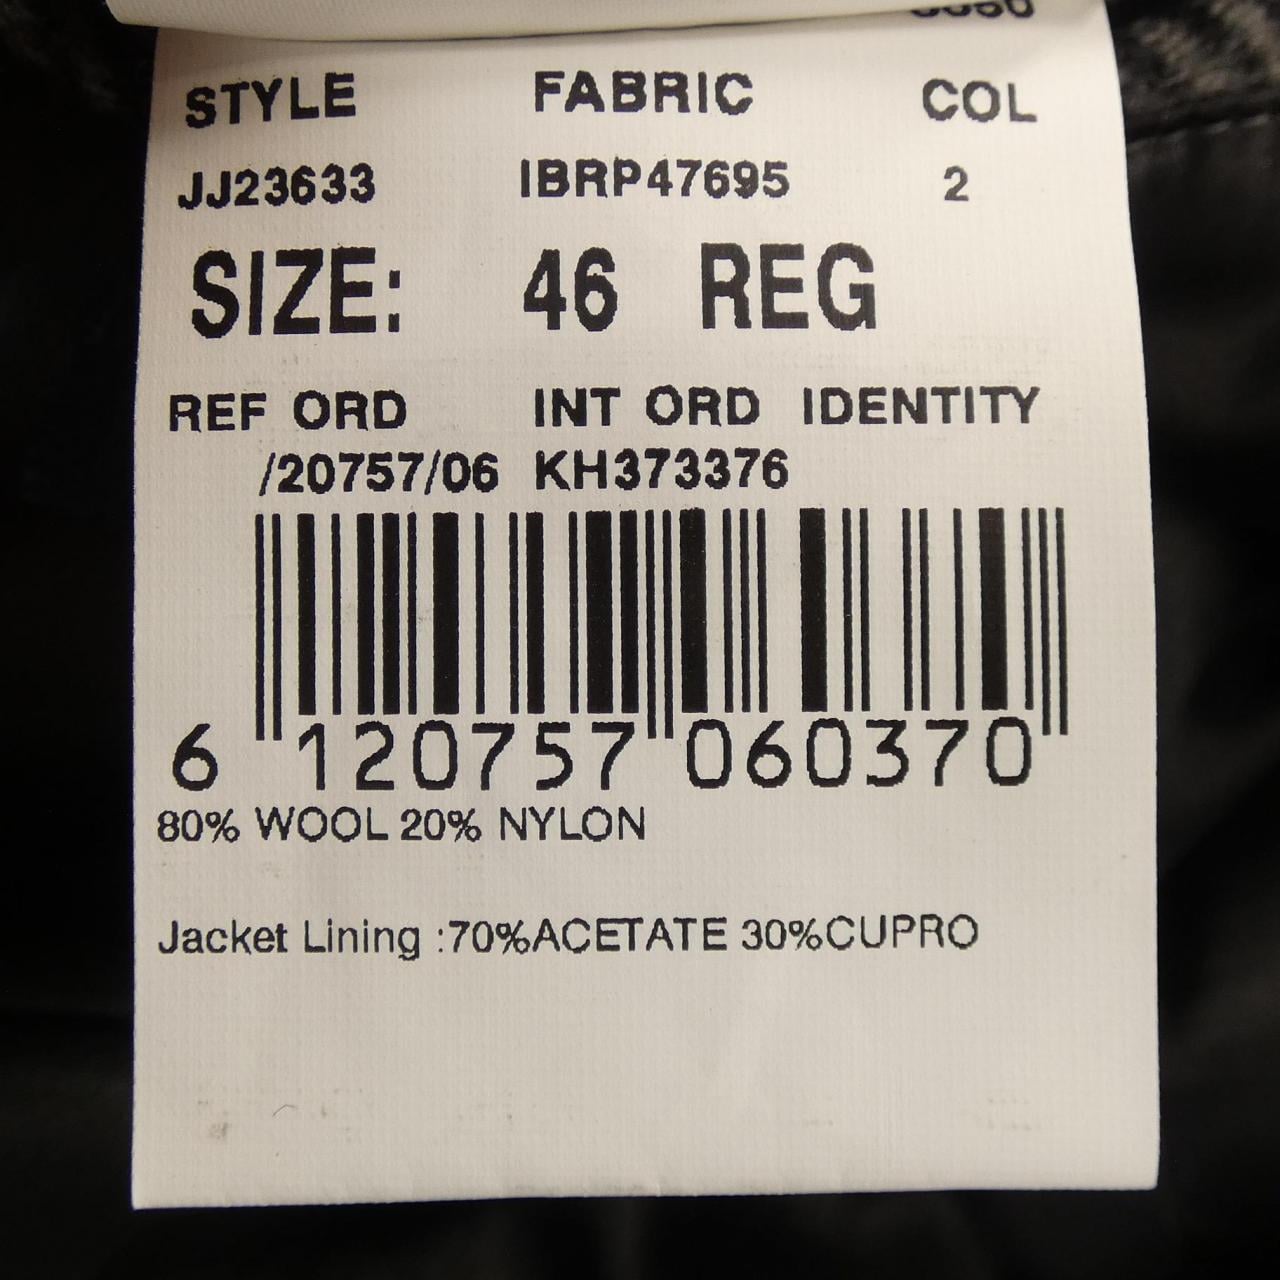 STYLE FABRIC COL
JJ23633 IBRP47695 2
SIZE: 46 REG
REF ORD INT ORD IDENTITY
/20757/06 KH373376
6 120757 060370
80% WOOL 20% NYLON
Jacket Lining :70%ACETATE 30%CUPRO